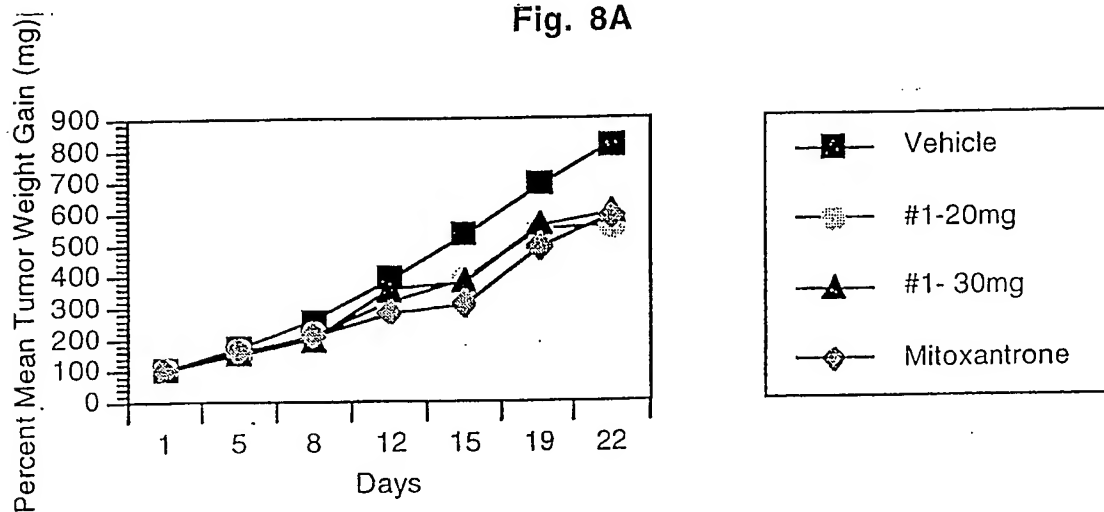 Fig. 8A
Percent Mean Tumor Weight Gain (mg)
900
800
700
600
500
400
300
200
100
0
1 5 8 12 15 19 22
Days
Vehicle
#1-20mg
#1- 30mg
Mitoxantrone